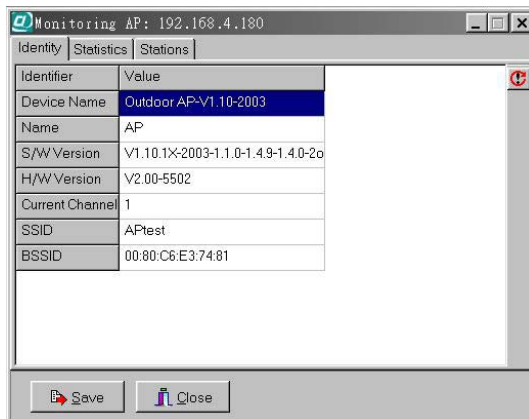 Monitoring AP: 192.168.4.180
Identity Statistics Stations
Identifier Value
Device Name Outdoor AP-V1.10-2003
Name AP
S/W Version V1.10.1X-2003-1.1.0-1.4.9-1.4.0-2o
H/W Version V2.00-5502
Current Channel 1
SSID APtest
BSSID 00:80:C6:E3:74:81
Save Close